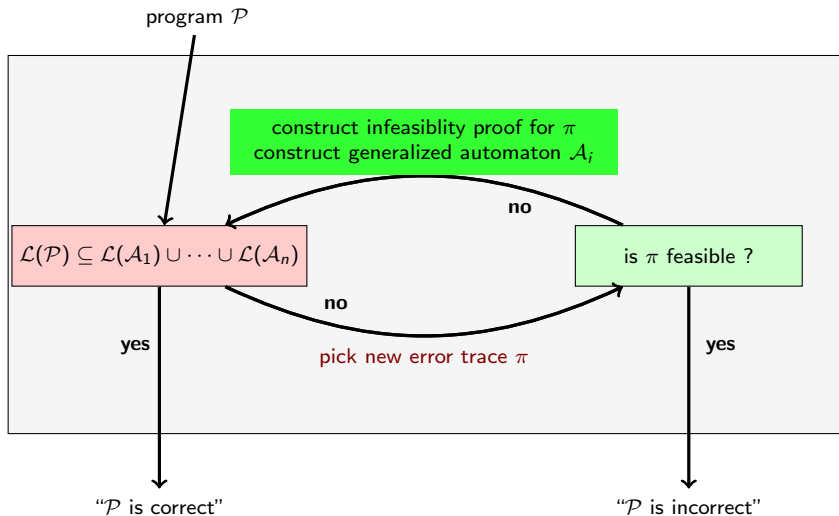 program 𝒫
construct infeasiblity proof for π
construct generalized automaton 𝒜ᵢ
no
ℒ(𝒫) ⊆ ℒ(𝒜₁) ∪ ⋯ ∪ ℒ(𝒜ₙ)
is π feasible ?
no
yes
pick new error trace π
yes
“𝒫 is correct”
“𝒫 is incorrect”